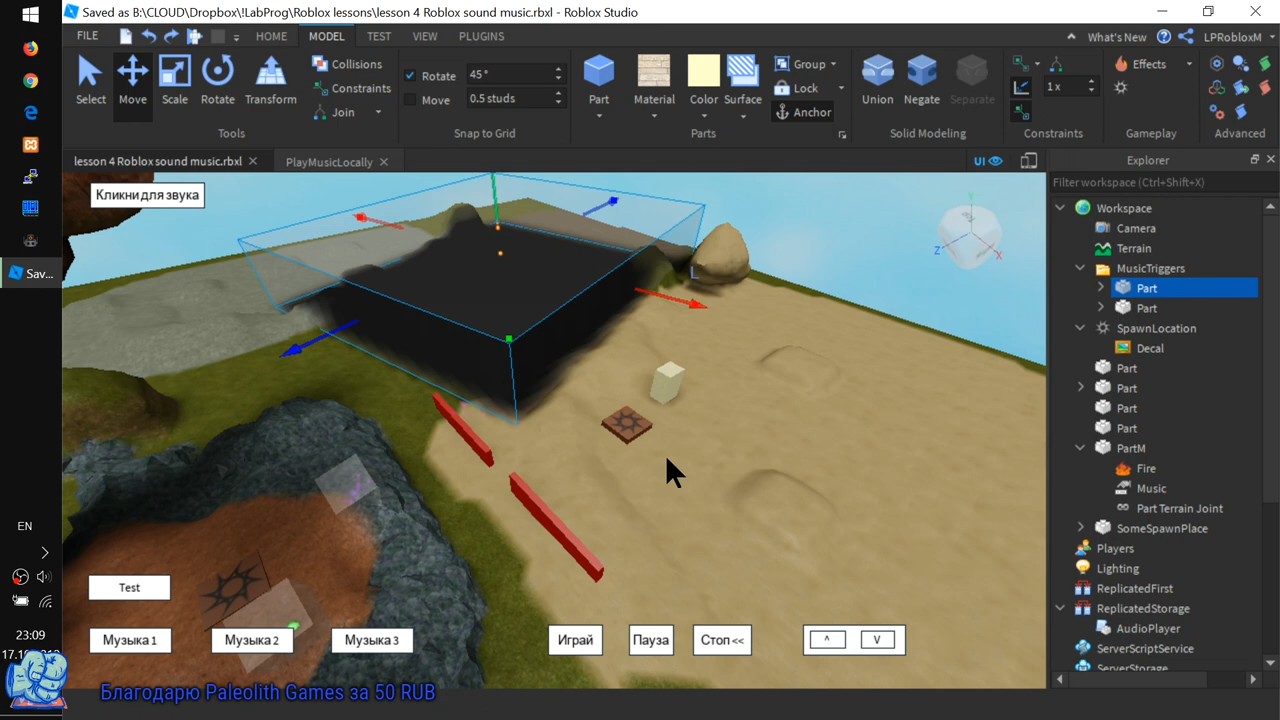 Saved as B:\CLOUD\Dropbox\!LabProg\Roblox lessons\lesson 4 Roblox sound music.rbxl - Roblox Studio
FILE
HOME
MODEL
TEST
VIEW
PLUGINS
What's New
LPRobloxM
Select
Move
Scale
Rotate
Transform
Collisions
Constraints
Join
Tools
Rotate
45°
Move
0.5 studs
Snap to Grid
Part
Material
Color
Surface
Group
Lock
Anchor
Parts
Union
Negate
Separate
Solid Modeling
1 x
Constraints
Effects
Gameplay
Advanced
lesson 4 Roblox sound music.rbxl
PlayMusicLocally
UI
Explorer
Filter workspace (Ctrl+Shift+X)
Workspace
Camera
Terrain
MusicTriggers
Part
Part
SpawnLocation
Decal
Part
Part
Part
Part
PartM
Fire
Music
Part Terrain Joint
SomeSpawnPlace
Players
Lighting
ReplicatedFirst
ReplicatedStorage
AudioPlayer
ServerScriptService
ServerStorage
Кликни для звука
Y
Z
X
L
Sav...
EN
23:09
Test
Музыка 1
Музыка 2
Музыка 3
Играй
Пауза
Стоп <<
^
V
Благодарю Paleolith Games за 50 RUB